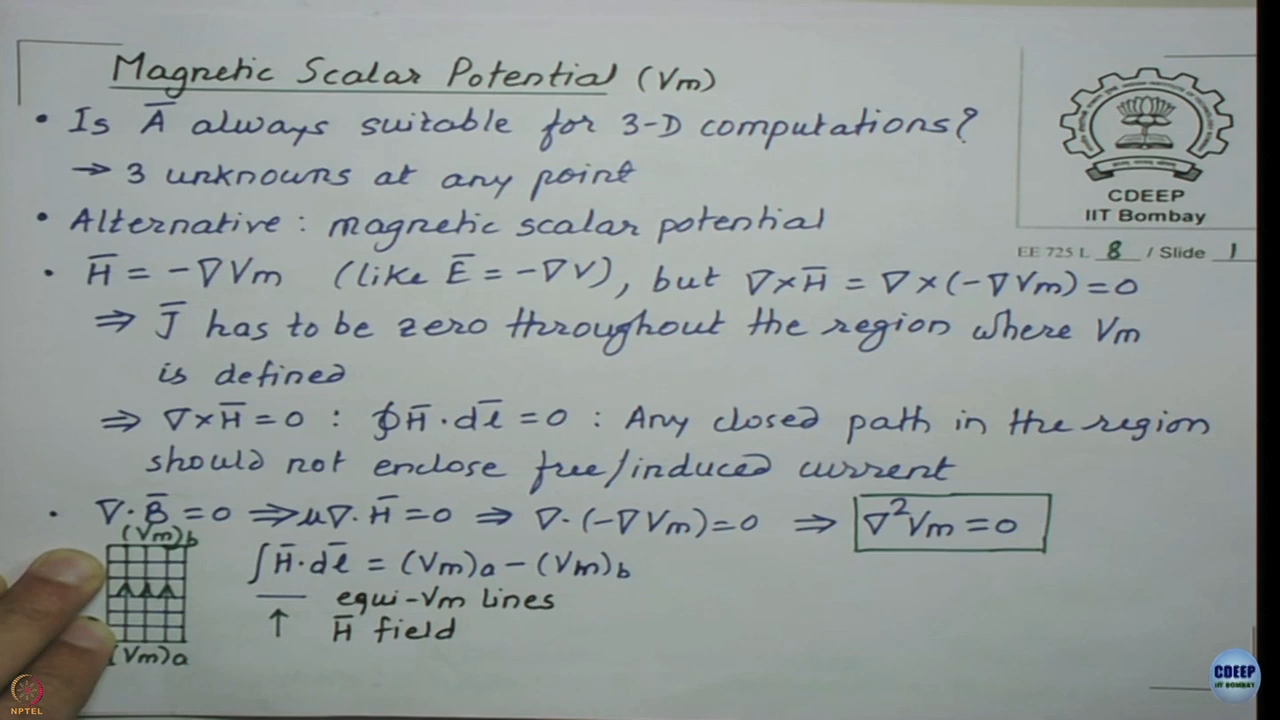 Magnetic Scalar Potential (Vm)
• Is A̅ always suitable for 3-D computations?
→ 3 unknowns at any point
• Alternative: magnetic scalar potential
• H̅ = -∇Vm (like E̅ = -∇V), but ∇×H̅ = ∇×(-∇Vm) = 0
⇒ J̅ has to be zero throughout the region where Vm
is defined
⇒ ∇×H̅ = 0 : ∮H̅·dl̅ = 0 : Any closed path in the region
should not enclose free/induced current
• ∇·B̅ = 0 ⇒ μ∇·H̅ = 0 ⇒ ∇·(-∇Vm) = 0 ⇒ ∇²Vm = 0
(Vm)b
∫H̅·dl̅ = (Vm)a - (Vm)b
— equi-Vm lines
↑ H̅ field
(Vm)a
CDEEP
IIT Bombay
EE 725 L 8 / Slide 1
NPTEL
CDEEP
IIT BOMBAY